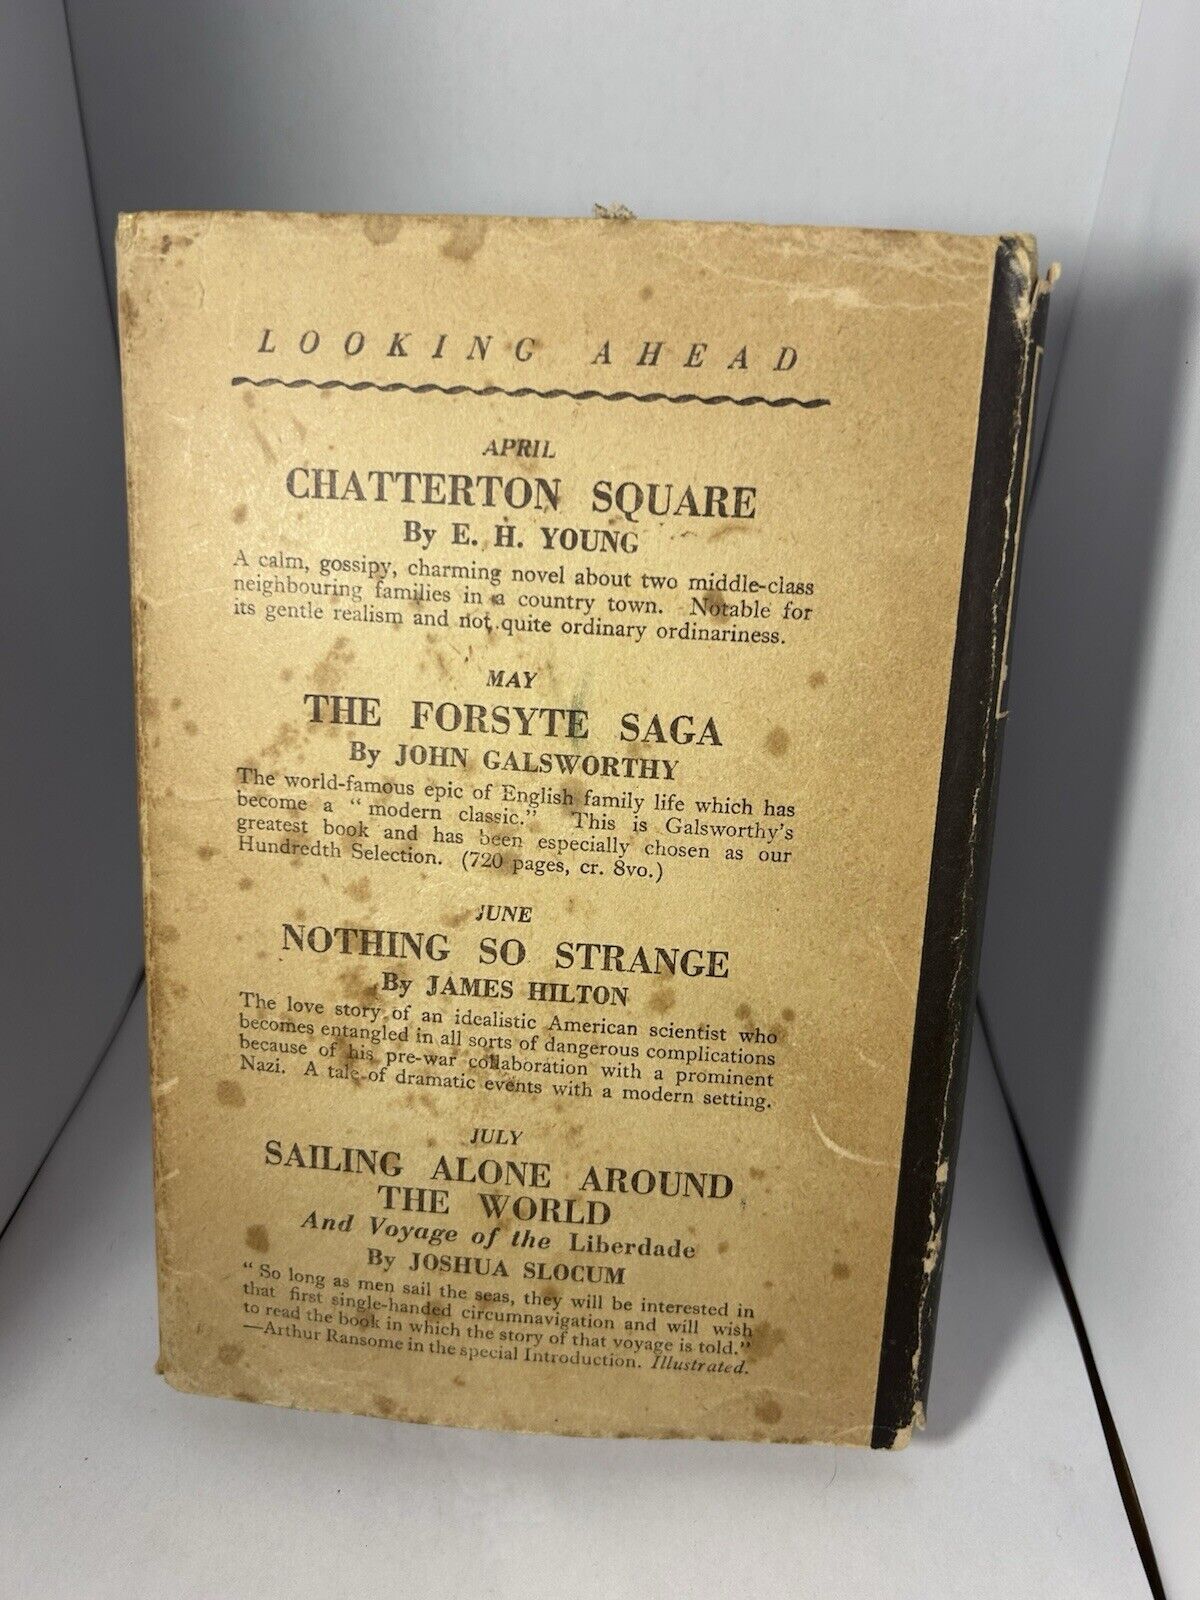 LOOKING AHEAD
APRIL
CHATTERTON SQUARE
By E. H. YOUNG
A calm, gossipy, charming novel about two middle-class
neighbouring families in a country town. Notable for
its gentle realism and not quite ordinary ordinariness.
MAY
THE FORSYTE SAGA
By JOHN GALSWORTHY
The world-famous epic of English family life which has
become a “modern classic.” This is Galsworthy's
greatest book and has been especially chosen as our
Hundredth Selection. (720 pages, cr. 8vo.)
JUNE
NOTHING SO STRANGE
By JAMES HILTON
The love story of an idealistic American scientist who
becomes entangled in all sorts of dangerous complications
because of his pre-war collaboration with a prominent
Nazi. A tale of dramatic events with a modern setting.
JULY
SAILING ALONE AROUND
THE WORLD
And Voyage of the Liberdade
By JOSHUA SLOCUM
“So long as men sail the seas, they will be interested in
that first single-handed circumnavigation and will wish
to read the book in which the story of that voyage is told.”
—Arthur Ransome in the special Introduction. Illustrated.